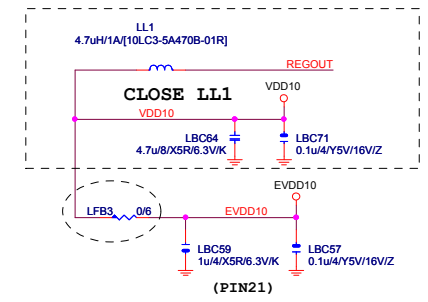 LL1
4.7uH/1A/[10LC3-5A470B-01R]
REGOUT
CLOSE LL1
VDD10
VDD10
LBC64
4.7u/8/X5R/6.3V/K
LBC71
0.1u/4/Y5V/16V/Z
EVDD10
LFB3
0/6
EVDD10
LBC59
1u/4/X5R/6.3V/K
LBC57
0.1u/4/Y5V/16V/Z
(PIN21)